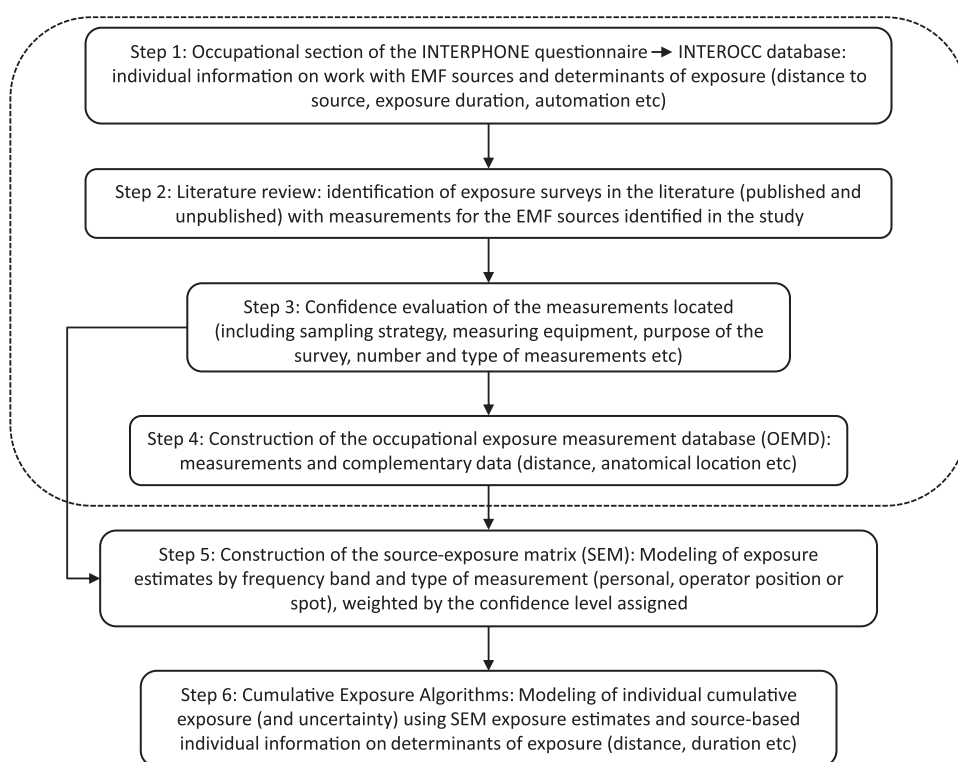 Step 1: Occupational section of the INTERPHONE questionnaire → INTEROCC database:
individual information on work with EMF sources and determinants of exposure (distance to
source, exposure duration, automation etc)
Step 2: Literature review: identification of exposure surveys in the literature (published and
unpublished) with measurements for the EMF sources identified in the study
Step 3: Confidence evaluation of the measurements located
(including sampling strategy, measuring equipment, purpose of the
survey, number and type of measurements etc)
Step 4: Construction of the occupational exposure measurement database (OEMD):
measurements and complementary data (distance, anatomical location etc)
Step 5: Construction of the source-exposure matrix (SEM): Modeling of exposure
estimates by frequency band and type of measurement (personal, operator position or
spot), weighted by the confidence level assigned
Step 6: Cumulative Exposure Algorithms: Modeling of individual cumulative
exposure (and uncertainty) using SEM exposure estimates and source-based
individual information on determinants of exposure (distance, duration etc)